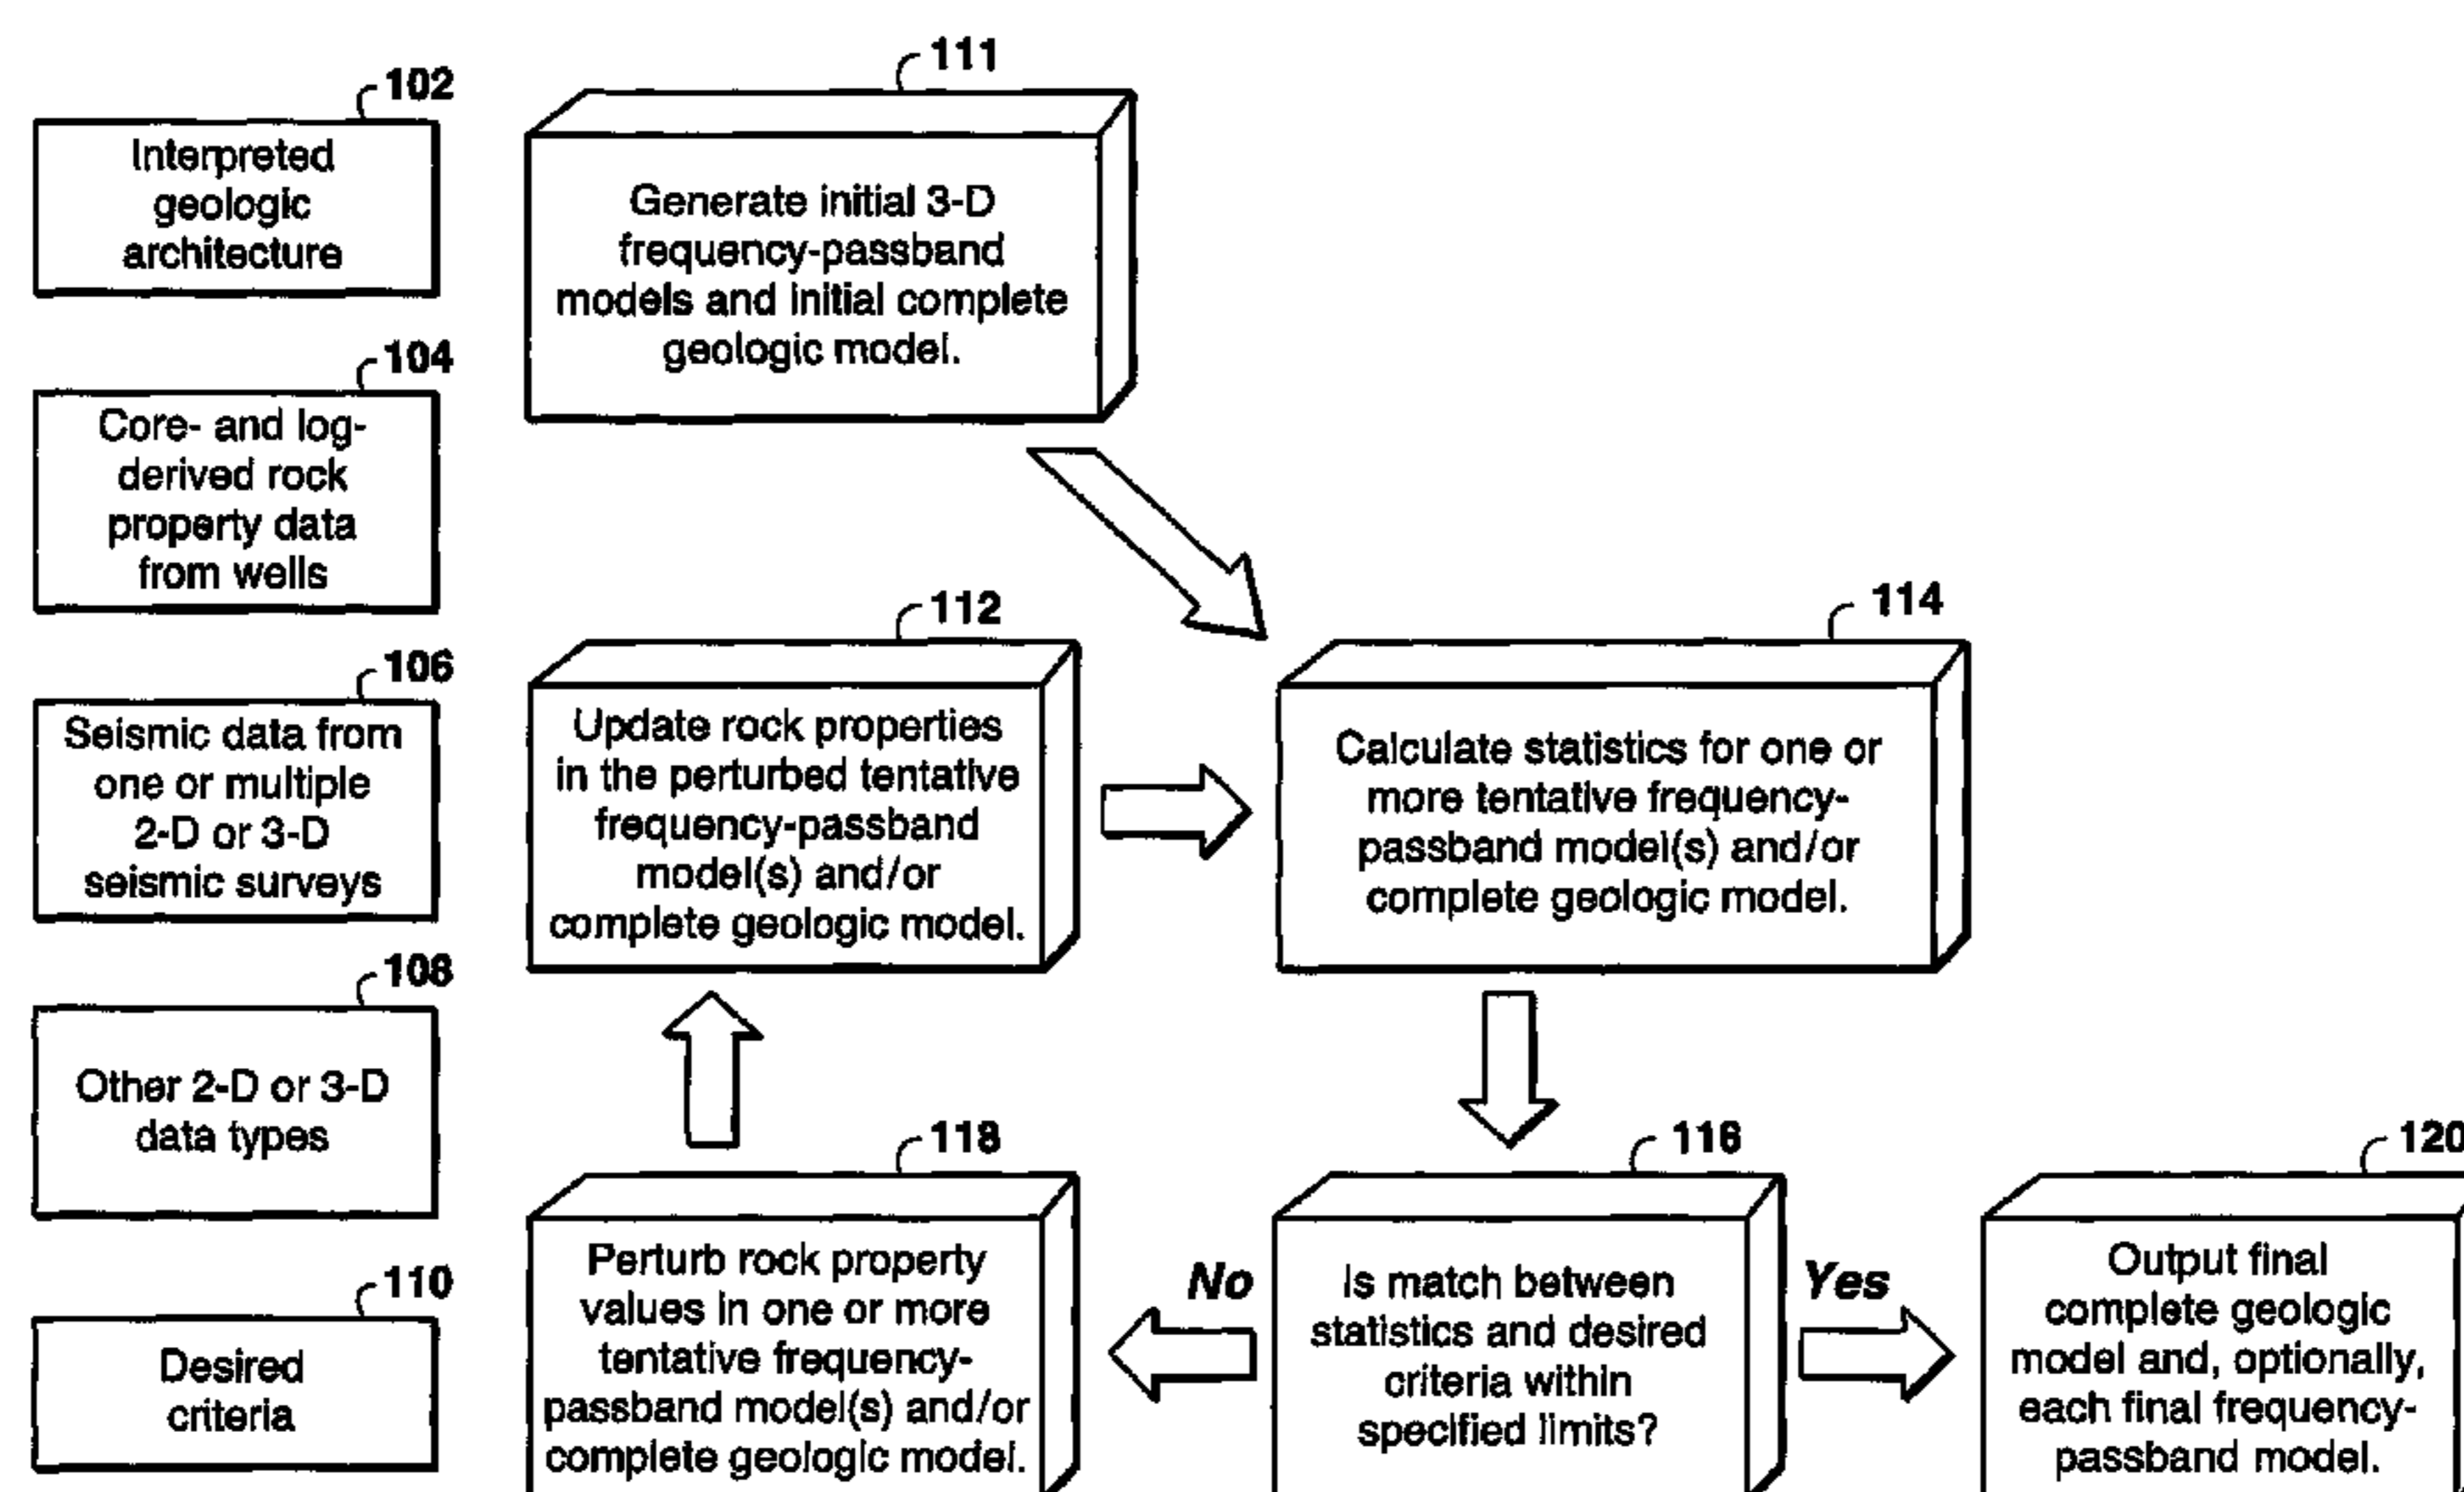 102
Interpreted
geologic
architecture
104
Core- and log-
derived rock
property data
from wells
106
Seismic data from
one or multiple
2-D or 3-D
seismic surveys
108
Other 2-D or 3-D
data types
110
Desired
criteria
111
Generate initial 3-D
frequency-passband
models and initial complete
geologic model.
112
Update rock properties
in the perturbed tentative
frequency-passband
model(s) and/or
complete geologic model.
114
Calculate statistics for one or
more tentative frequency-
passband model(s) and/or
complete geologic model.
118
Perturb rock property
values in one or more
tentative frequency-
passband model(s) and/or
complete geologic model.
No
116
Is match between
statistics and desired
criteria within
specified limits?
Yes
120
Output final
complete geologic
model and, optionally,
each final frequency-
passband model.